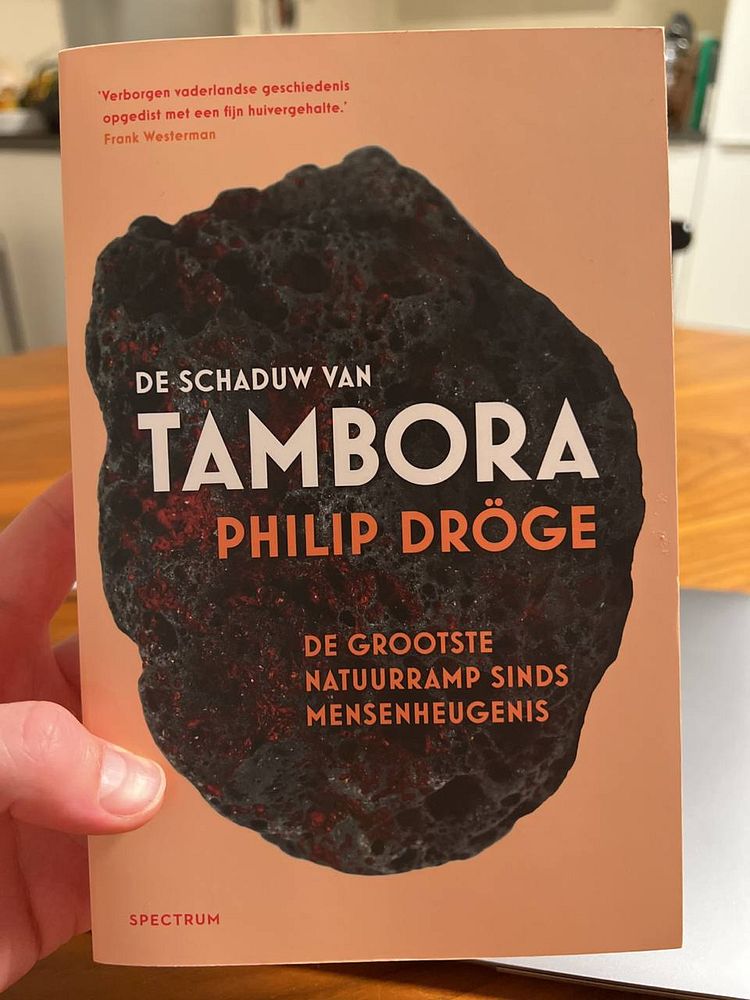 'Verborgen vaderlandse geschiedenis
opgedist met een fijn huivergehalte.'
Frank Westerman
DE SCHADUW VAN
TAMBORA
PHILIP DRÖGE
DE GROOTSTE
NATUURRAMP SINDS
MENSENHEUGENIS
SPECTRUM